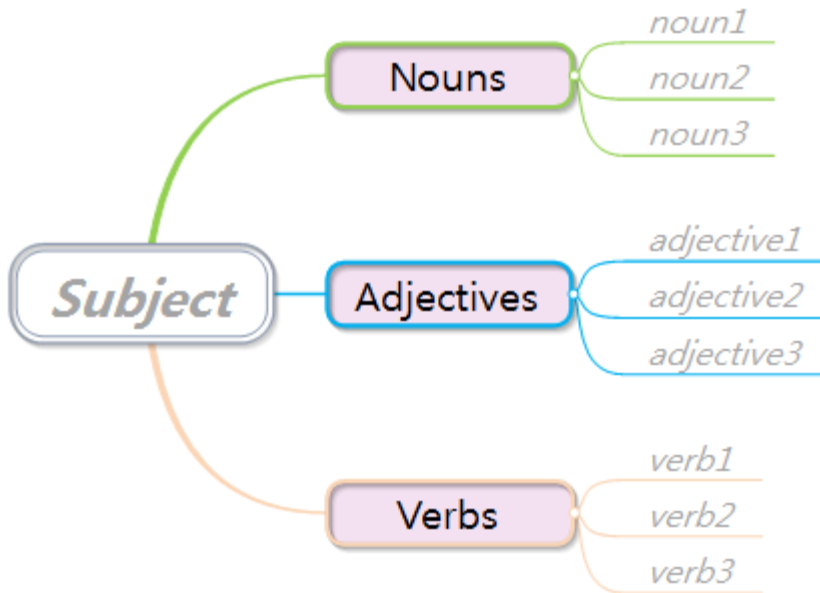 Subject
Nouns
noun1
noun2
noun3
Adjectives
adjective1
adjective2
adjective3
Verbs
verb1
verb2
verb3